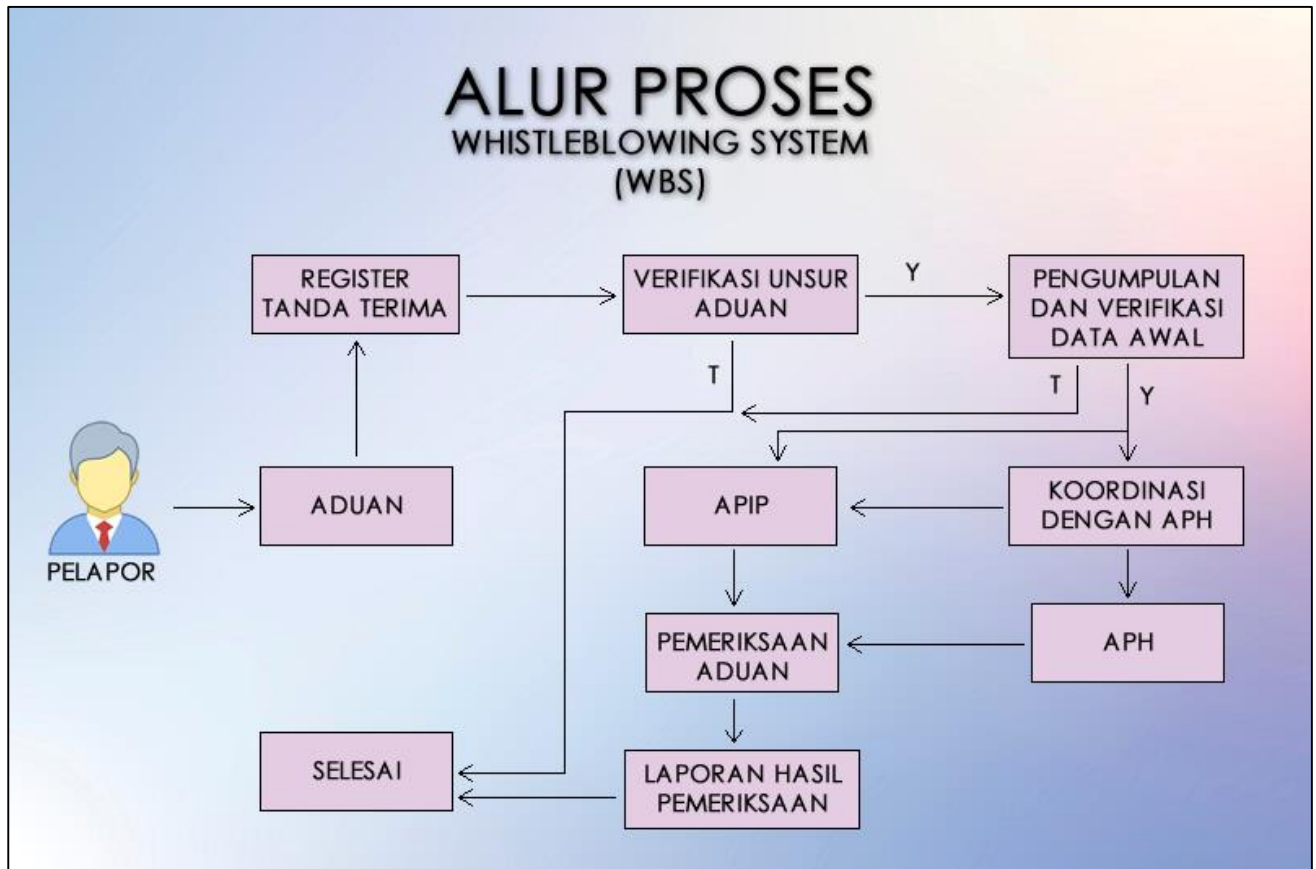 ALUR PROSES
WHISTLEBLOWING SYSTEM
(WBS)
REGISTER
TANDA TERIMA
VERIFIKASI UNSUR
ADUAN
Y
PENGUMPULAN
DAN VERIFIKASI
DATA AWAL
T
T
Y
PELAPOR
ADUAN
APIP
KOORDINASI
DENGAN APH
PEMERIKSAAN
ADUAN
APH
SELESAI
LAPORAN HASIL
PEMERIKSAAN